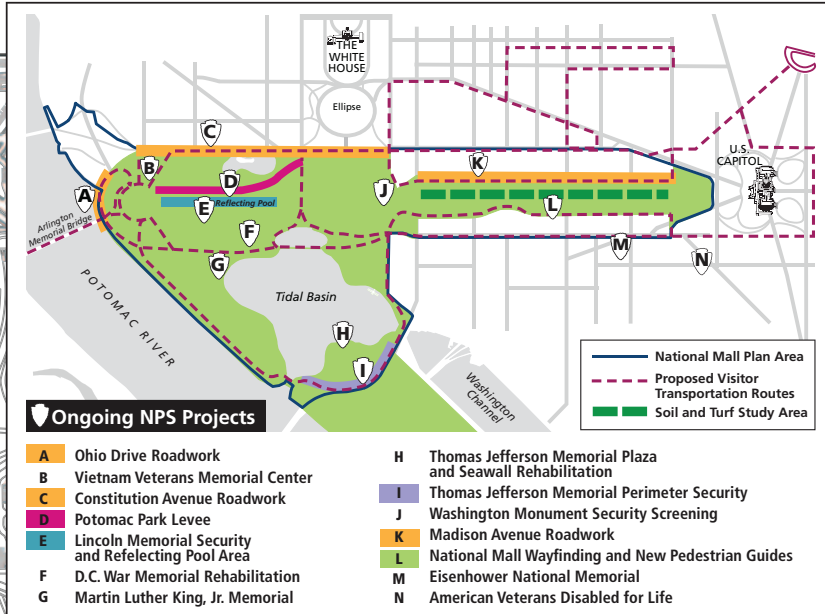 THE
WHITE
HOUSE
Ellipse
C
K
U.S.
CAPITOL
B
D
J
A
E
Reflecting Pool
L
Arlington
Memorial Bridge
F
M
G
N
Tidal Basin
POTOMAC RIVER
H
I
Washington
Channel
National Mall Plan Area
Proposed Visitor
Transportation Routes
Soil and Turf Study Area
Ongoing NPS Projects
A Ohio Drive Roadwork
B Vietnam Veterans Memorial Center
C Constitution Avenue Roadwork
D Potomac Park Levee
E Lincoln Memorial Security
and Refelecting Pool Area
F D.C. War Memorial Rehabilitation
G Martin Luther King, Jr. Memorial
H Thomas Jefferson Memorial Plaza
and Seawall Rehabilitation
I Thomas Jefferson Memorial Perimeter Security
J Washington Monument Security Screening
K Madison Avenue Roadwork
L National Mall Wayfinding and New Pedestrian Guides
M Eisenhower National Memorial
N American Veterans Disabled for Life